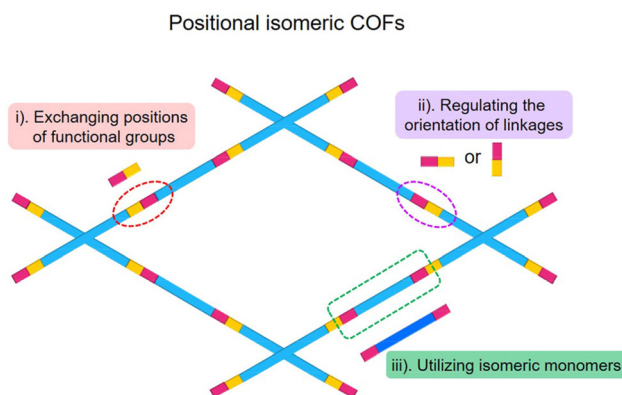 Positional isomeric COFs
i). Exchanging positions
of functional groups
ii). Regulating the
orientation of linkages
or
iii). Utilizing isomeric monomers